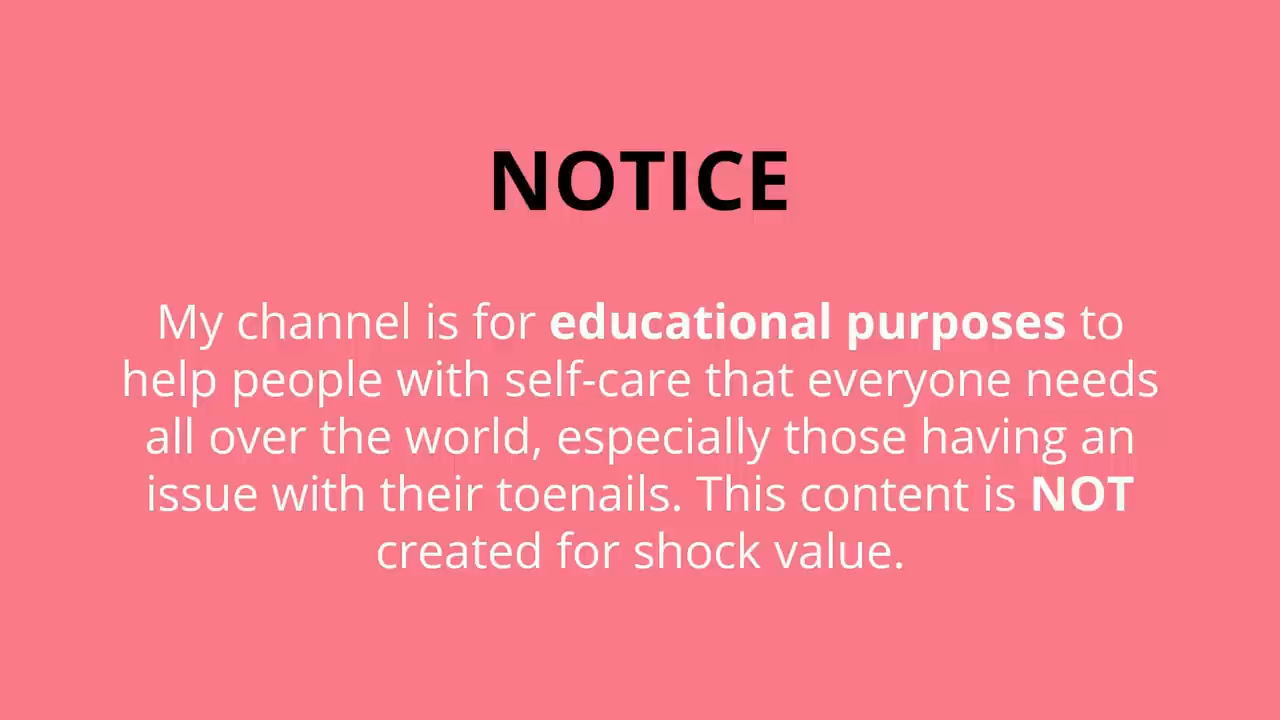 NOTICE
My channel is for educational purposes to
help people with self-care that everyone needs
all over the world, especially those having an
issue with their toenails. This content is NOT
created for shock value.